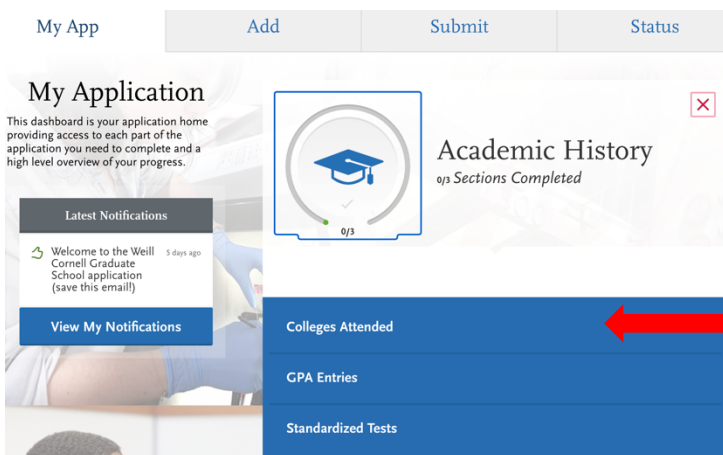 My App
Add
Submit
Status
My Application
This dashboard is your application home
providing access to each part of the
application you need to complete and a
high level overview of your progress.
Latest Notifications
Welcome to the Weill
Cornell Graduate
School application
(save this email!)
5 days ago
View My Notifications
0/3
Academic History
0/3 Sections Completed
Colleges Attended
GPA Entries
Standardized Tests